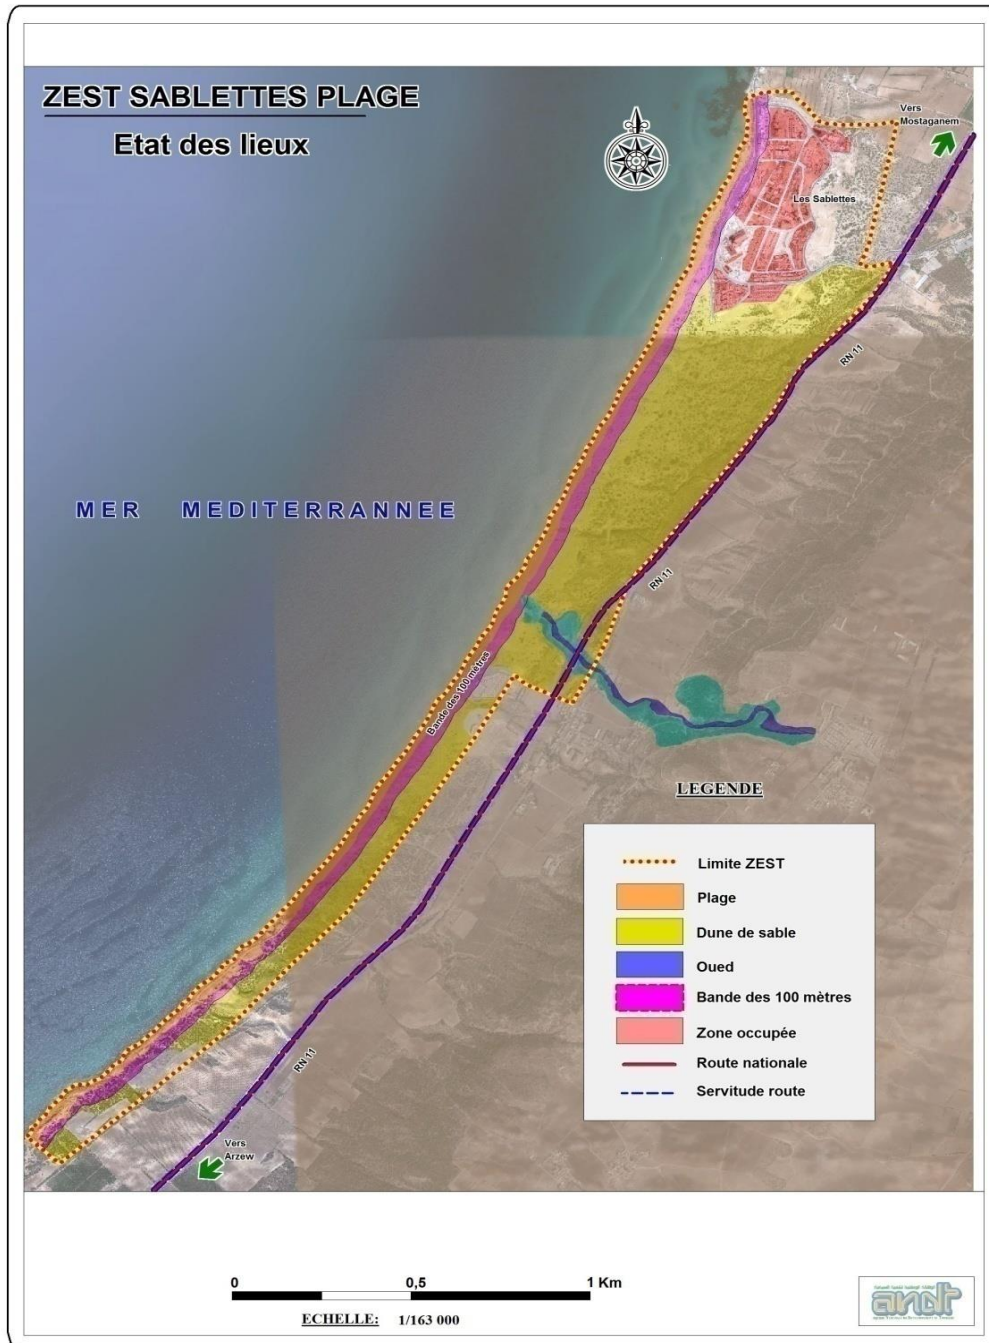 ZEST SABLETTES PLAGE
Etat des lieux
Vers
Mostaganem
Les Sablettes
RN 11
MER MEDITERRANNEE
RN 11
Bande des 100 mètres
LEGENDE
Limite ZEST
Plage
Dune de sable
Oued
Bande des 100 mètres
Zone occupée
Route nationale
Servitude route
RN 11
Vers
Arzew
0 0,5 1 Km
ECHELLE: 1/163 000
andt